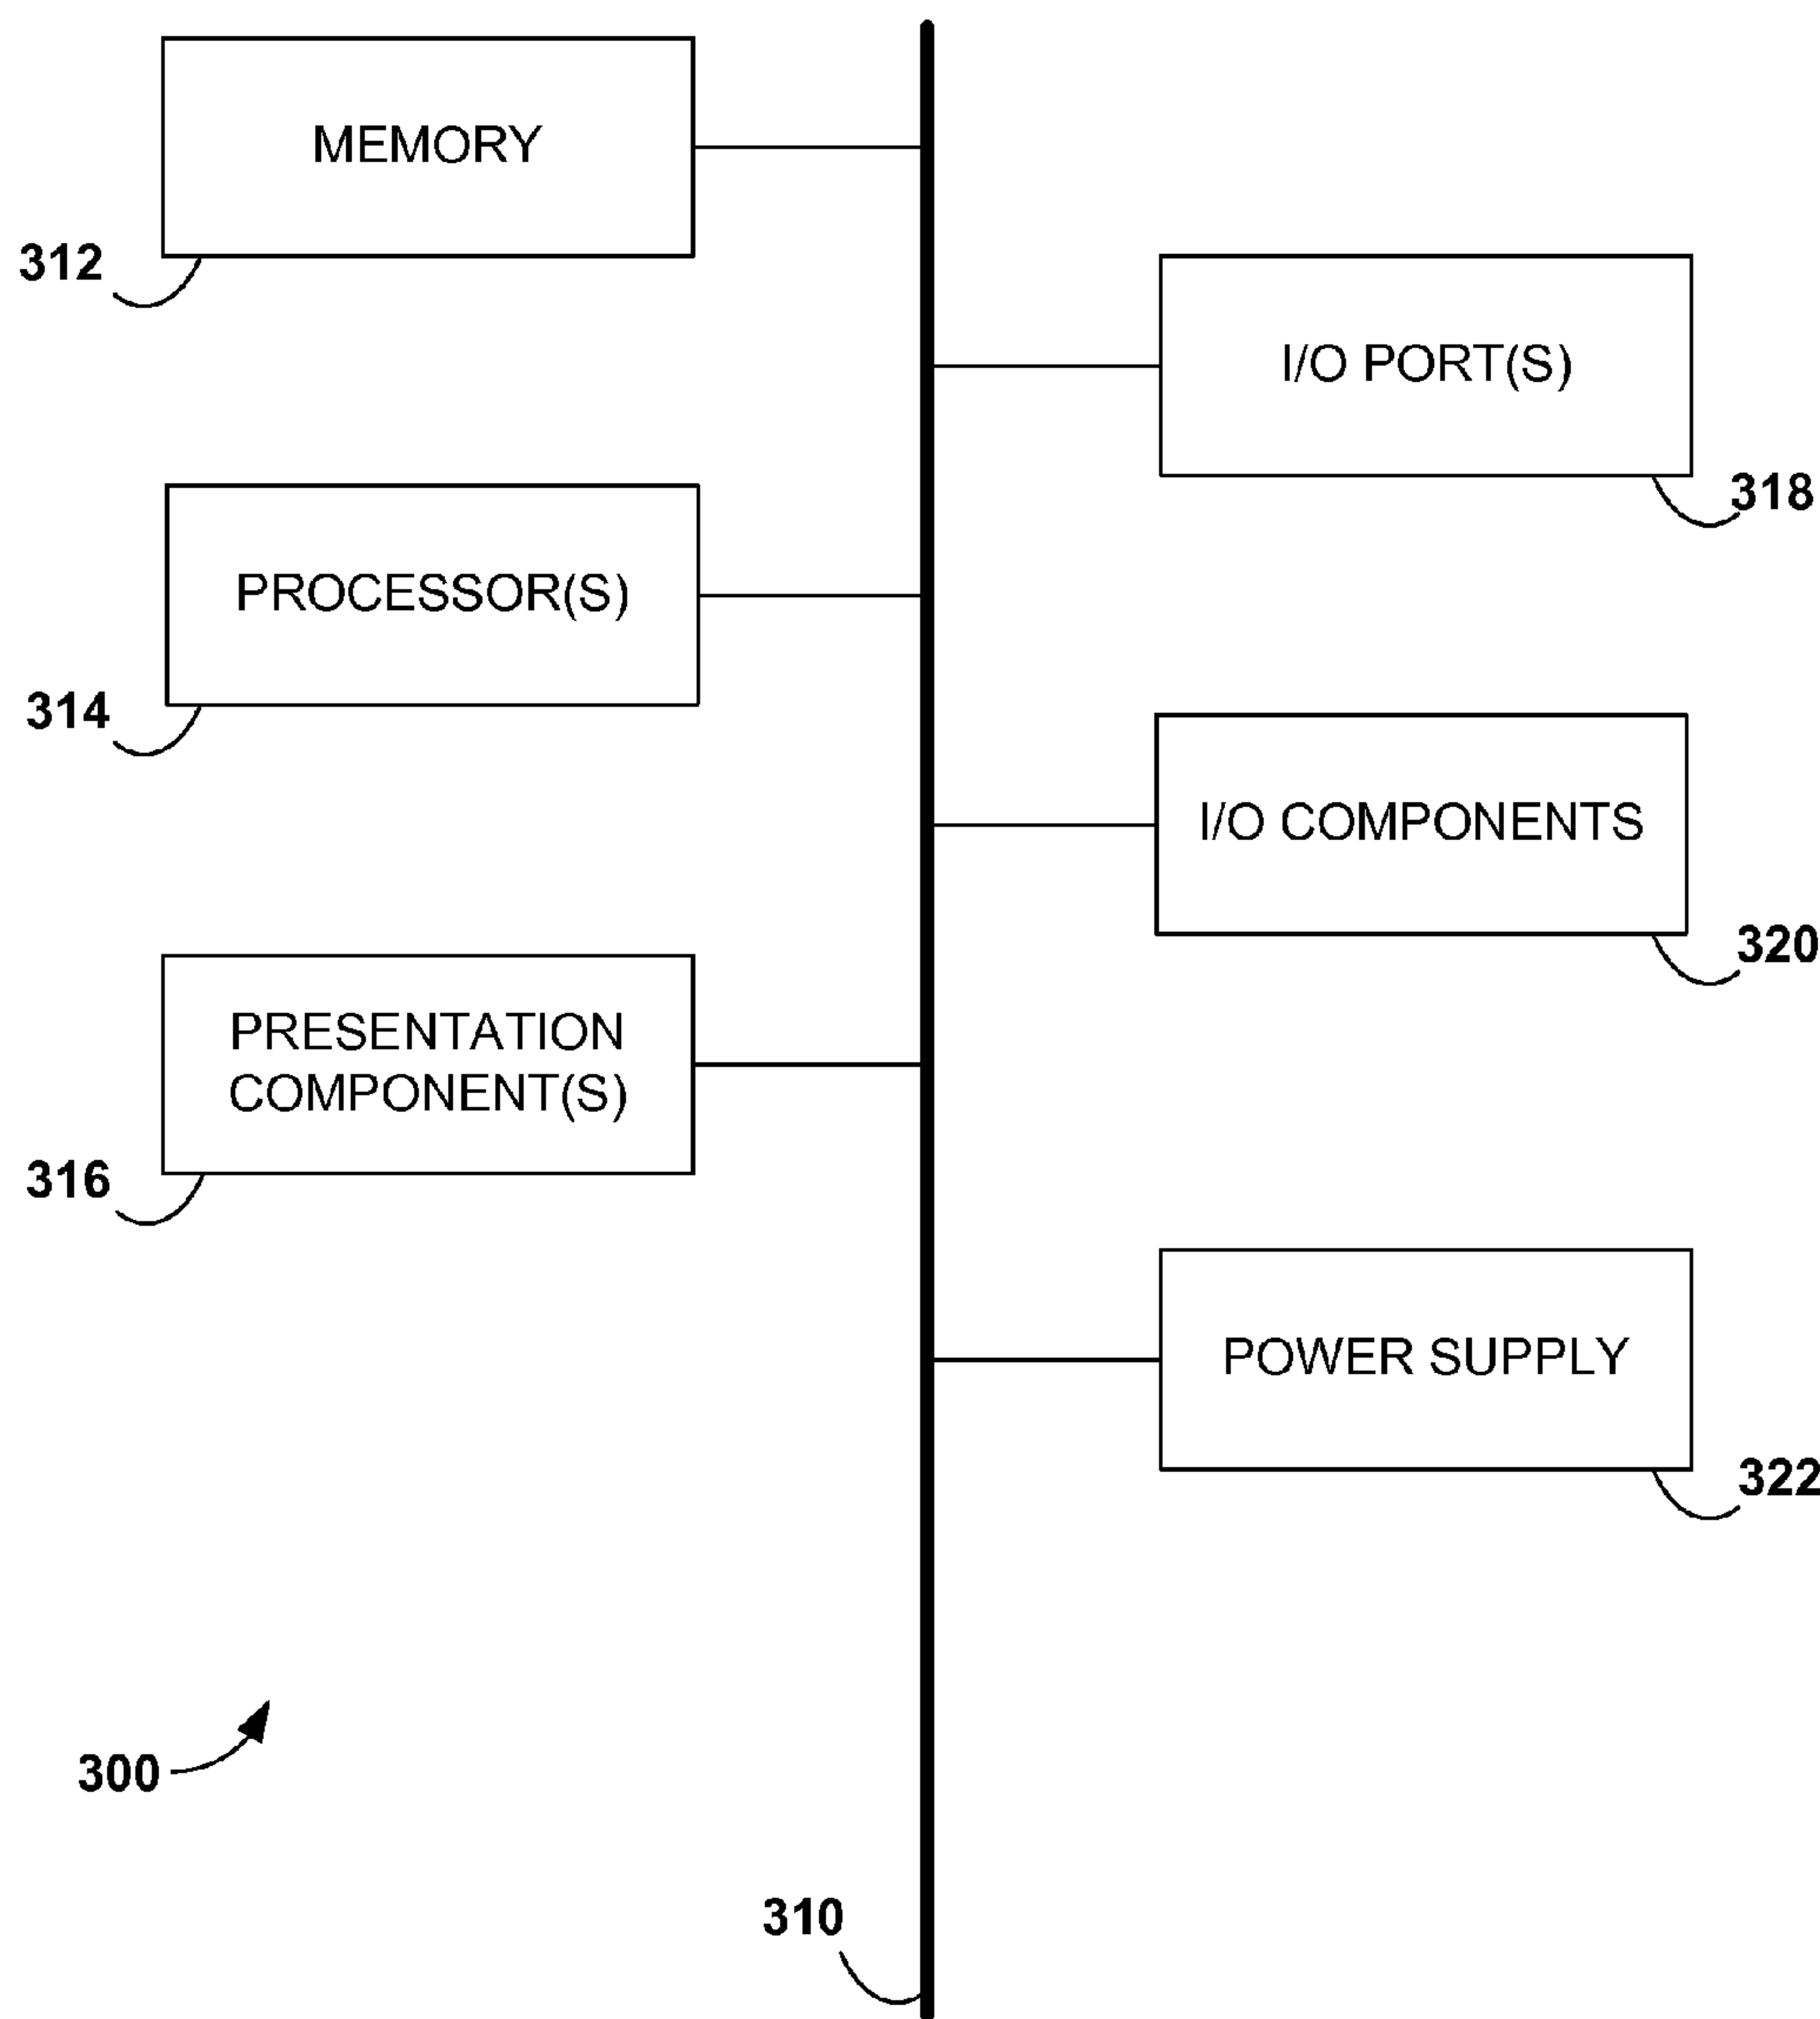 MEMORY
312
I/O PORT(S)
318
PROCESSOR(S)
314
I/O COMPONENTS
320
PRESENTATION
COMPONENT(S)
316
POWER SUPPLY
322
300
310